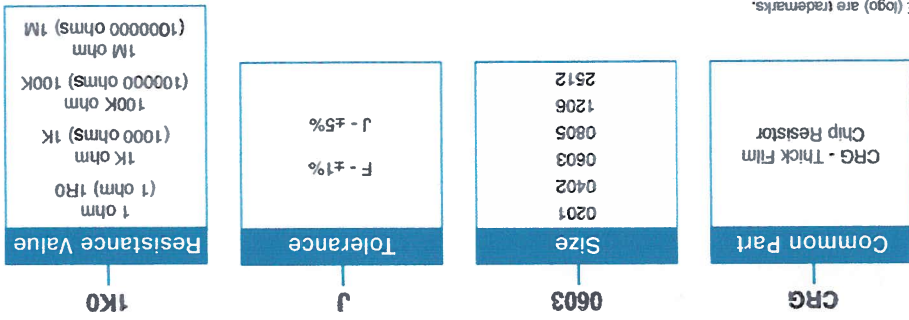 CRG
Common Part
CRG - Thick Film
Chip Resistor
0603
Size
0201
0402
0603
0805
1206
2512
J
Tolerance
F - ±1%
J - ±5%
1K0
Resistance Value
1 ohm
(1 ohm) 1R0
1K ohm
(1000 ohms) 1K
100K ohm
(100000 ohms) 100K
1M ohm
(1000000 ohms) 1M
(logo) are trademarks.